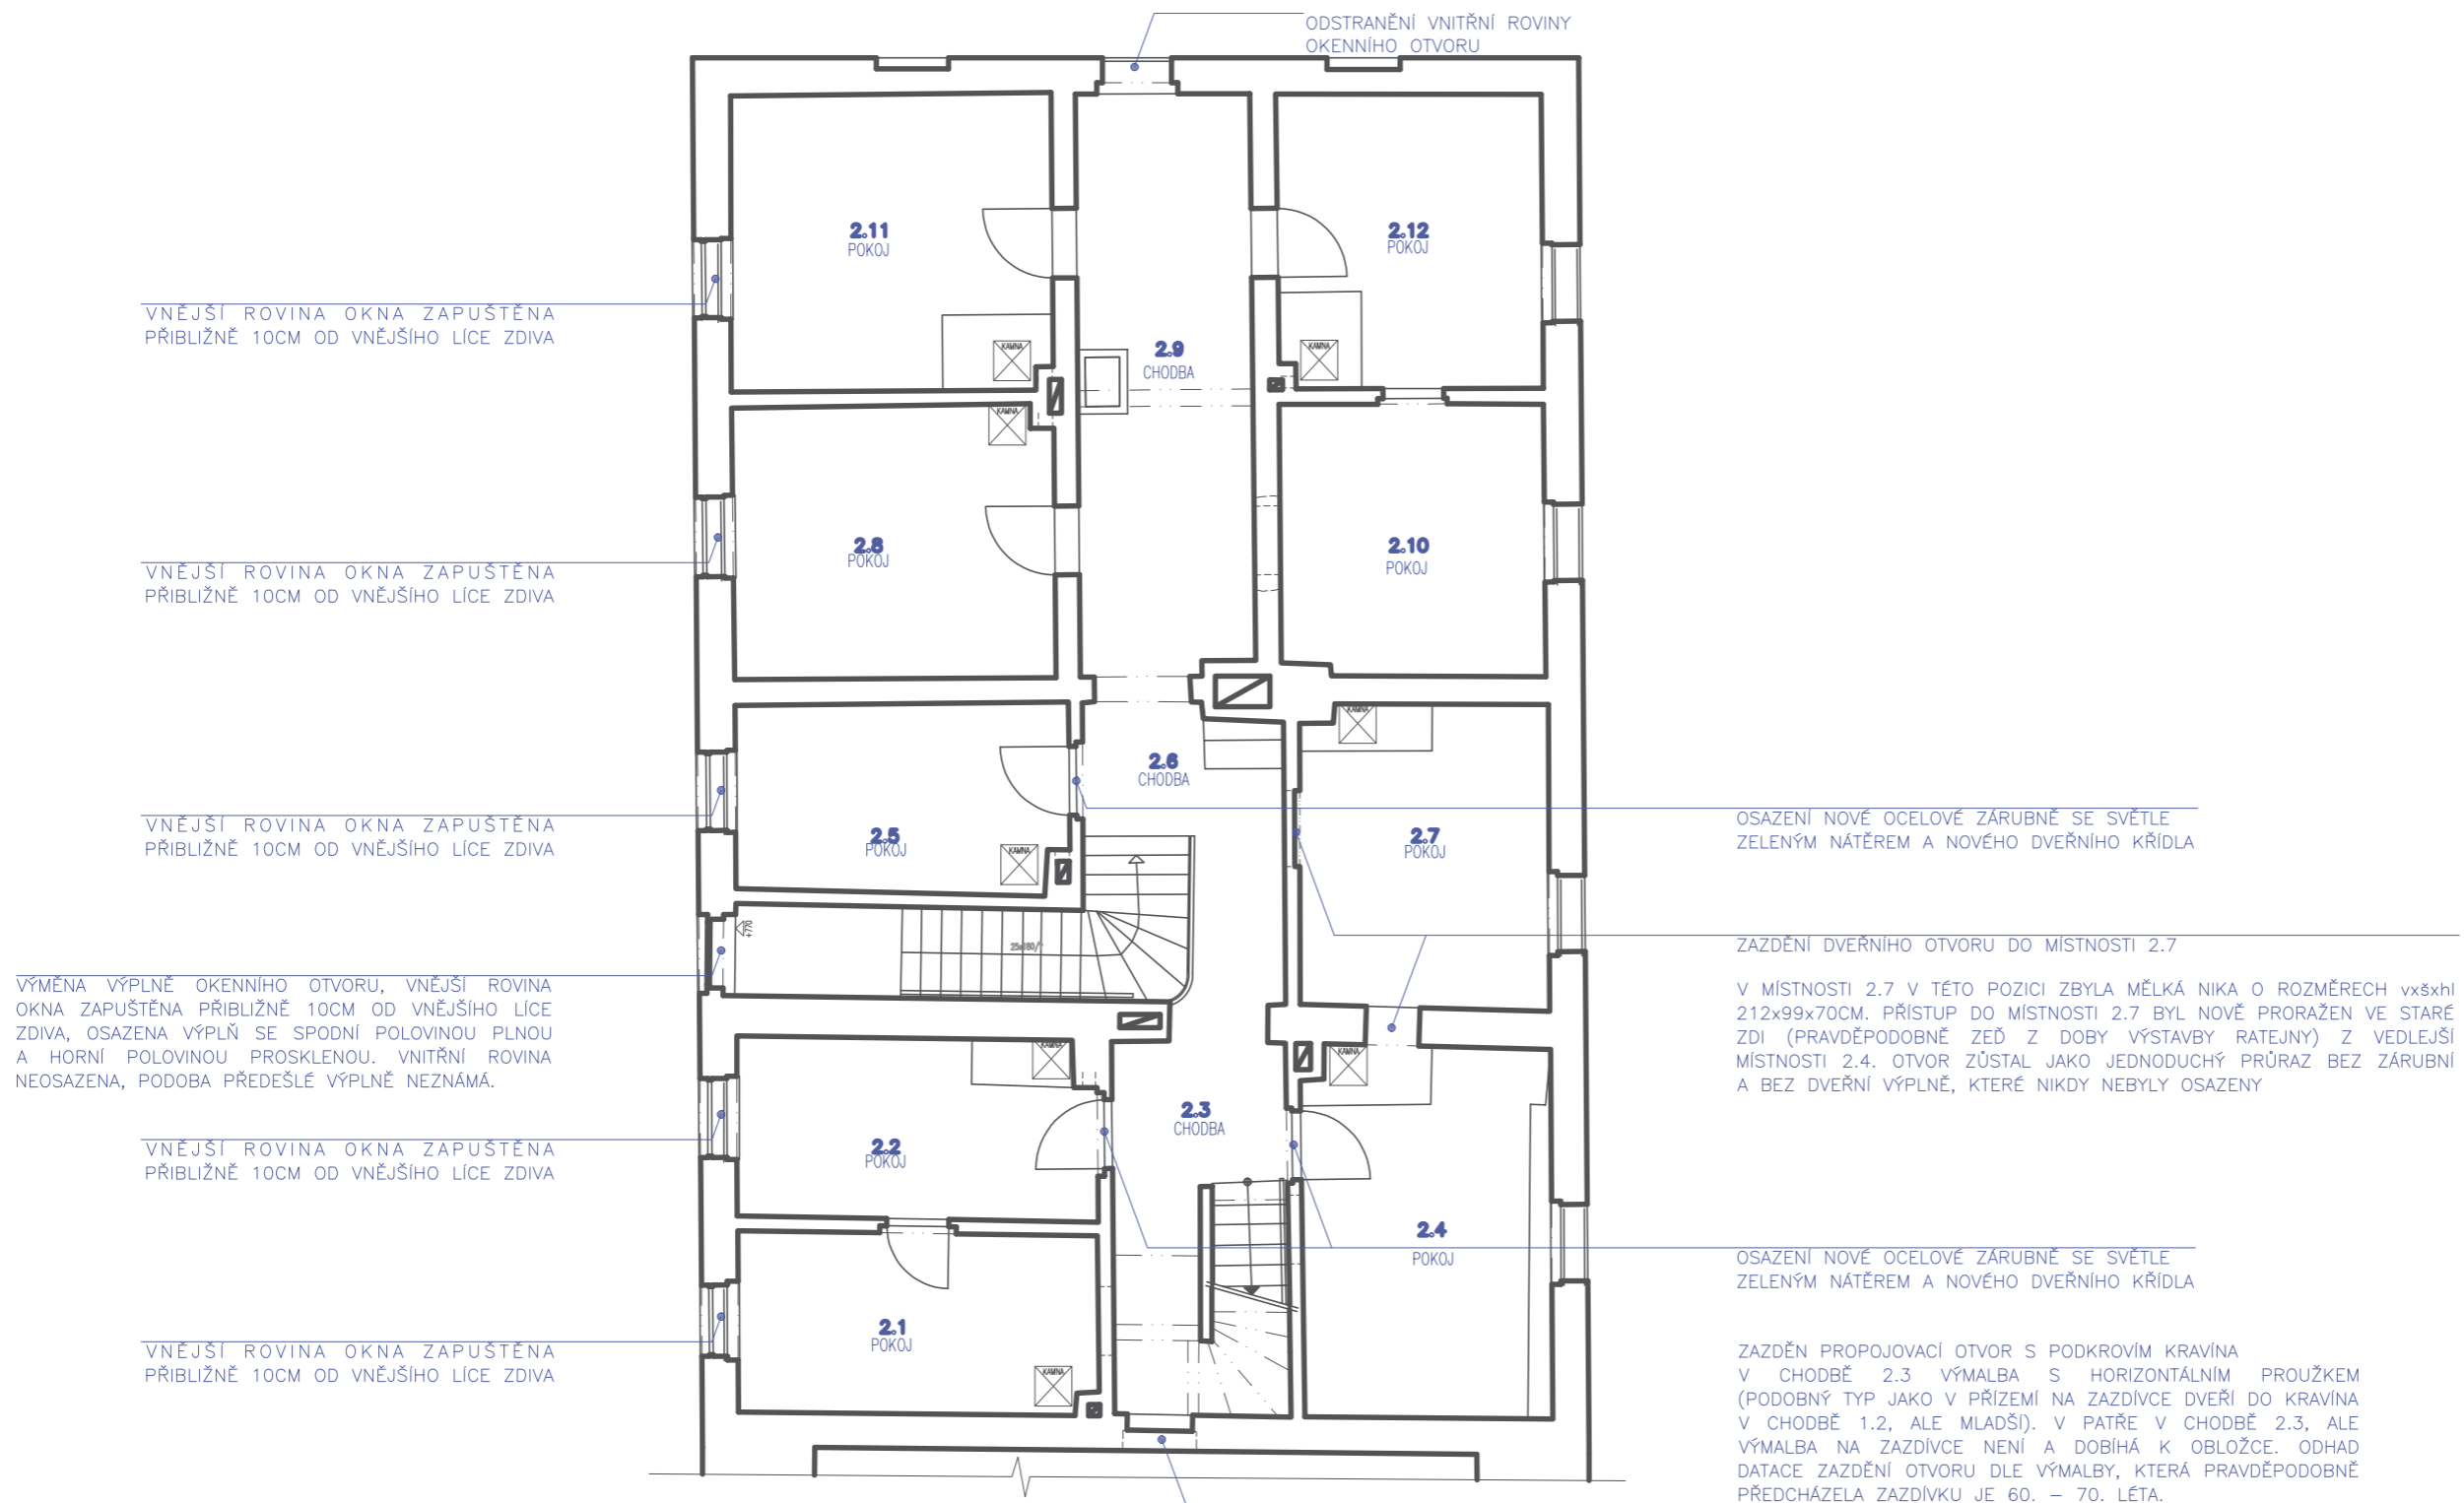 ODSTRANĚNÍ VNITŘNÍ ROVINY
OKENNÍHO OTVORU
2.11
POKOJ
2.12
POKOJ
VNĚJŠÍ ROVINA OKNA ZAPUŠTĚNA
PŘIBLIŽNĚ 10CM OD VNĚJŠÍHO LÍCE ZDIVA
KAMNA
KAMNA
2.9
CHODBA
KAMNA
2.8
POKOJ
2.10
POKOJ
VNĚJŠÍ ROVINA OKNA ZAPUŠTĚNA
PŘIBLIŽNĚ 10CM OD VNĚJŠÍHO LÍCE ZDIVA
KAMNA
2.6
CHODBA
VNĚJŠÍ ROVINA OKNA ZAPUŠTĚNA
PŘIBLIŽNĚ 10CM OD VNĚJŠÍHO LÍCE ZDIVA
2.5
POKOJ
KAMNA
2.7
POKOJ
OSAZENÍ NOVÉ OCELOVÉ ZÁRUBNĚ SE SVĚTLE
ZELENÝM NÁTĚREM A NOVÉHO DVEŘNÍHO KŘÍDLA
+770
ZAZDĚNÍ DVEŘNÍHO OTVORU DO MÍSTNOSTI 2.7
V MÍSTNOSTI 2.7 V TÉTO POZICI ZBYLA MĚLKÁ NIKA O ROZMĚRECH vxšxhl
212x99x70CM. PŘÍSTUP DO MÍSTNOSTI 2.7 BYL NOVĚ PRORAŽEN VE STARÉ
ZDI (PRAVDĚPODOBNĚ ZEĎ Z DOBY VÝSTAVBY RATEJNY) Z VEDLEJŠÍ
MÍSTNOSTI 2.4. OTVOR ZŮSTAL JAKO JEDNODUCHÝ PRŮRAZ BEZ ZÁRUBNÍ
A BEZ DVEŘNÍ VÝPLNĚ, KTERÉ NIKDY NEBYLY OSAZENY
VÝMĚNA VÝPLNĚ OKENNÍHO OTVORU, VNĚJŠÍ ROVINA
OKNA ZAPUŠTĚNA PŘIBLIŽNĚ 10CM OD VNĚJŠÍHO LÍCE
ZDIVA, OSAZENA VÝPLŇ SE SPODNÍ POLOVINOU PLNOU
A HORNÍ POLOVINOU PROSKLENOU. VNITŘNÍ ROVINA
NEOSAZENA, PODOBA PŘEDEŠLÉ VÝPLNĚ NEZNÁMÁ.
KAMNA
KAMNA
2.3
CHODBA
2.2
POKOJ
VNĚJŠÍ ROVINA OKNA ZAPUŠTĚNA
PŘIBLIŽNĚ 10CM OD VNĚJŠÍHO LÍCE ZDIVA
2.4
POKOJ
OSAZENÍ NOVÉ OCELOVÉ ZÁRUBNĚ SE SVĚTLE
ZELENÝM NÁTĚREM A NOVÉHO DVEŘNÍHO KŘÍDLA
2.1
POKOJ
KAMNA
VNĚJŠÍ ROVINA OKNA ZAPUŠTĚNA
PŘIBLIŽNĚ 10CM OD VNĚJŠÍHO LÍCE ZDIVA
ZAZDĚN PROPOJOVACÍ OTVOR S PODKROVÍM KRAVÍNA
V CHODBĚ 2.3 VÝMALBA S HORIZONTÁLNÍM PROUŽKEM
(PODOBNÝ TYP JAKO V PŘÍZEMÍ NA ZAZDÍVCE DVEŘÍ DO KRAVÍNA
V CHODBĚ 1.2, ALE MLADŠÍ). V PATŘE V CHODBĚ 2.3, ALE
VÝMALBA NA ZAZDÍVCE NENÍ A DOBÍHÁ K OBLOŽCE. ODHAD
DATACE ZAZDĚNÍ OTVORU DLE VÝMALBY, KTERÁ PRAVDĚPODOBNĚ
PŘEDCHÁZELA ZAZDÍVKU JE 60. – 70. LÉTA.